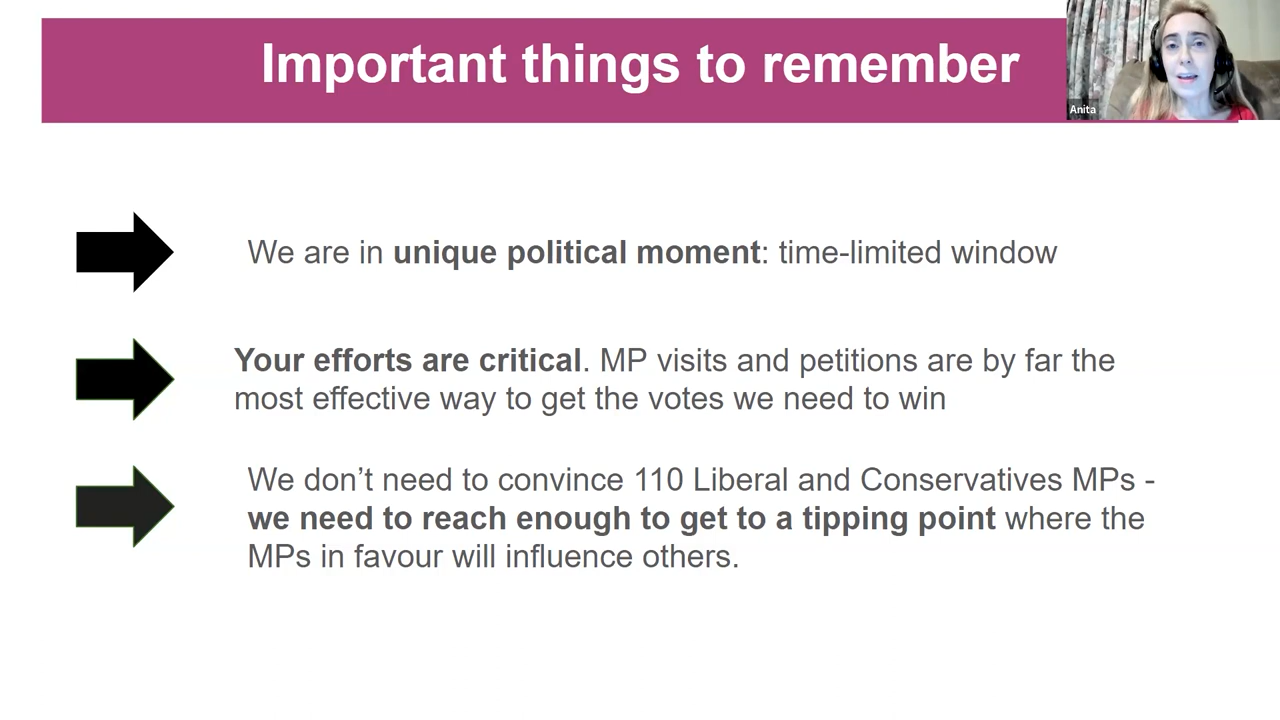 Important things to remember
Anita
We are in unique political moment: time-limited window
Your efforts are critical. MP visits and petitions are by far the
most effective way to get the votes we need to win
We don’t need to convince 110 Liberal and Conservatives MPs -
we need to reach enough to get to a tipping point where the
MPs in favour will influence others.